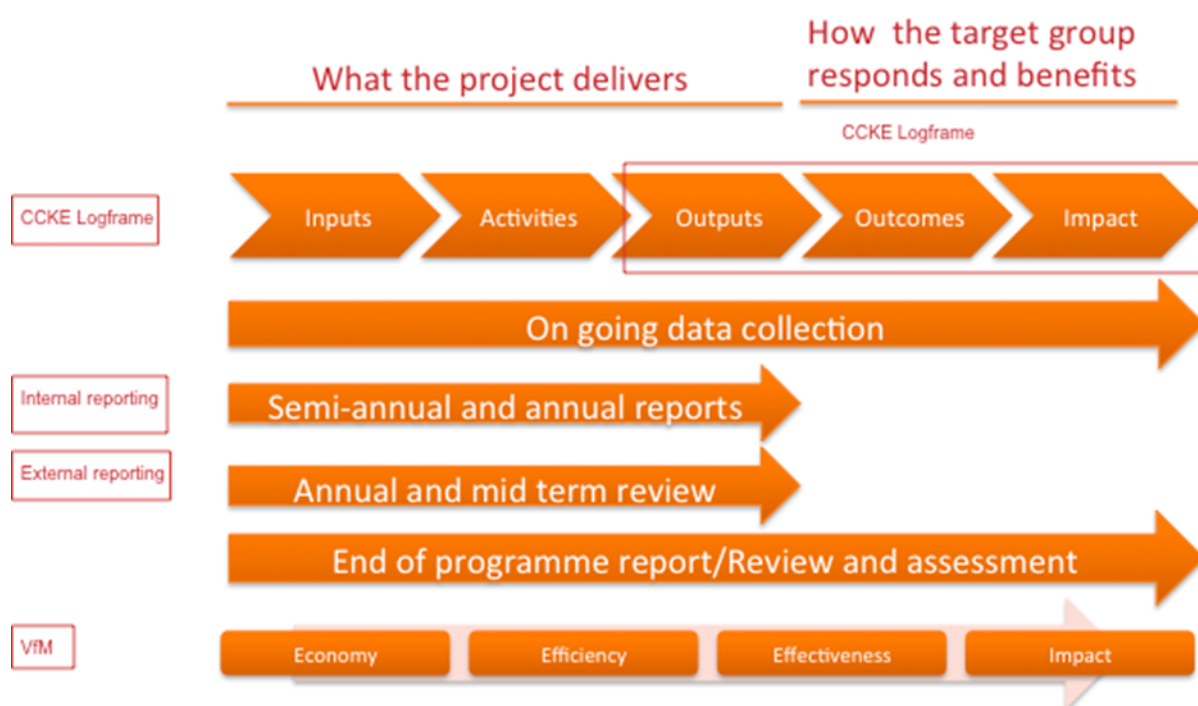 What the project delivers
How the target group
responds and benefits
CCKE Logframe
CCKE Logframe
Inputs
Activities
Outputs
Outcomes
Impact
On going data collection
Internal reporting
Semi-annual and annual reports
External reporting
Annual and mid term review
End of programme report/Review and assessment
VfM
Economy
Efficiency
Effectiveness
Impact